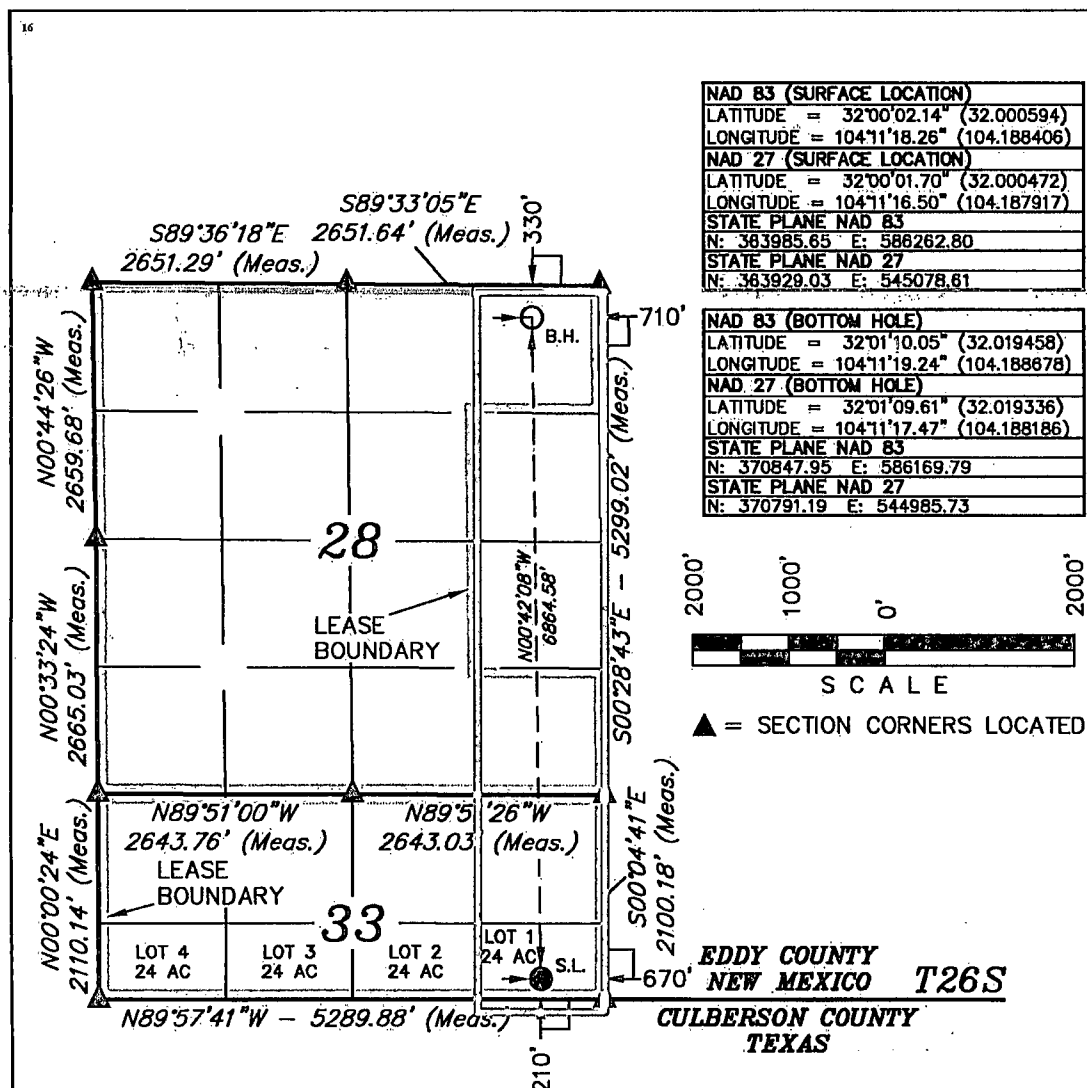 16
NAD 83 (SURFACE LOCATION)
LATITUDE = 32°00'02.14" (32.000594)
LONGITUDE = 104°11'18.26" (104.188406)
NAD 27 (SURFACE LOCATION)
LATITUDE = 32°00'01.70" (32.000472)
LONGITUDE = 104°11'16.50" (104.187917)
STATE PLANE NAD 83
N: 363985.65 E: 586262.80
STATE PLANE NAD 27
N: 363929.03 E: 545078.61
NAD 83 (BOTTOM HOLE)
LATITUDE = 32°01'10.05" (32.019458)
LONGITUDE = 104°11'19.24" (104.188678)
NAD 27 (BOTTOM HOLE)
LATITUDE = 32°01'09.61" (32.019336)
LONGITUDE = 104°11'17.47" (104.188186)
STATE PLANE NAD 83
N: 370847.95 E: 586169.79
STATE PLANE NAD 27
N: 370791.19 E: 544985.73
S89°36'18"E
2651.29' (Meas.)
S89°33'05"E
2651.64' (Meas.)
330'
710'
B.H.
N00°44'26"W
2659.68' (Meas.)
28
N00°42'08"W
6864.58'
S00°28'43"E - 5299.02' (Meas.)
LEASE
BOUNDARY
N00°33'24"W
2665.03' (Meas.)
2000'
1000'
0'
2000'
SCALE
▲ = SECTION CORNERS LOCATED
N89°51'00"W
2643.76' (Meas.)
N89°5 '26"W
2643.03' (Meas.)
S00°04'41"E
2100.18' (Meas.)
N00°00'24"E
2110.14' (Meas.)
LEASE
BOUNDARY
33
LOT 4
24 AC
LOT 3
24 AC
LOT 2
24 AC
LOT 1
24 AC
S.L.
670'
EDDY COUNTY
NEW MEXICO
T26S
N89°57'41"W - 5289.88' (Meas.)
210'
CULBERSON COUNTY
TEXAS